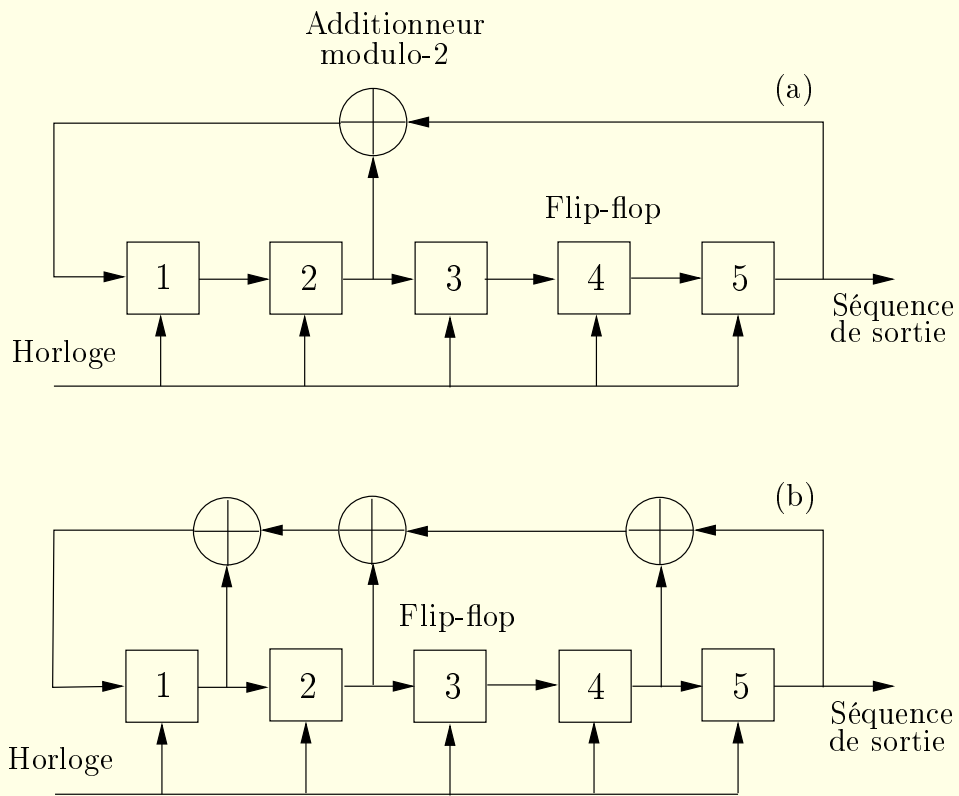 Additionneur
modulo-2
(a)
Flip-flop
1 2 3 4 5
Séquence
de sortie
Horloge
(b)
Flip-flop
1 2 3 4 5
Séquence
de sortie
Horloge